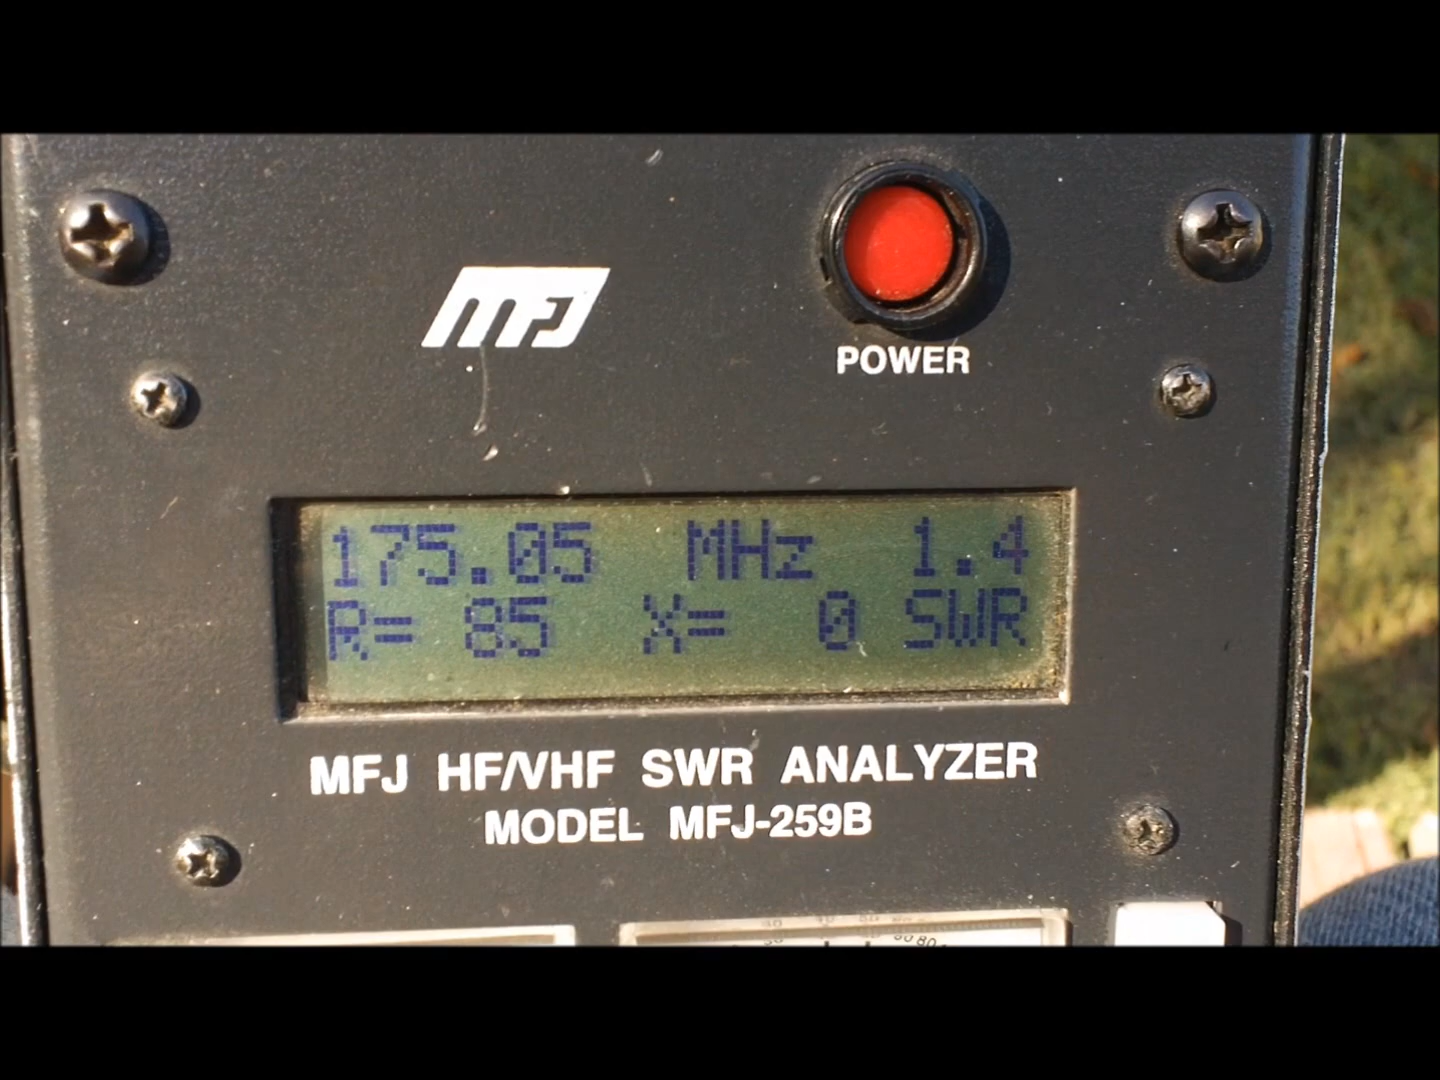 MFJ
POWER
175.05 MHz 1.4
R= 85 X= 0 SWR
MFJ HF/VHF SWR ANALYZER
MODEL MFJ-259B